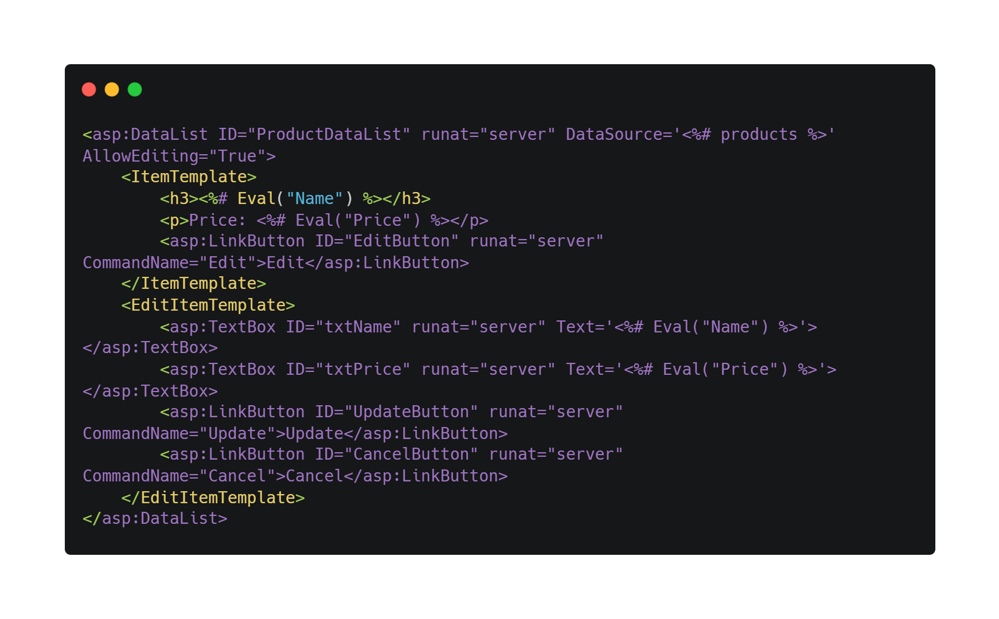 <asp:DataList ID="ProductDataList" runat="server" DataSource='<%# products %>'
AllowEditing="True">
    <ItemTemplate>
        <h3><%# Eval("Name") %></h3>
        <p>Price: <%# Eval("Price") %></p>
        <asp:LinkButton ID="EditButton" runat="server"
CommandName="Edit">Edit</asp:LinkButton>
    </ItemTemplate>
    <EditItemTemplate>
        <asp:TextBox ID="txtName" runat="server" Text='<%# Eval("Name") %>'>
</asp:TextBox>
        <asp:TextBox ID="txtPrice" runat="server" Text='<%# Eval("Price") %>'>
</asp:TextBox>
        <asp:LinkButton ID="UpdateButton" runat="server"
CommandName="Update">Update</asp:LinkButton>
        <asp:LinkButton ID="CancelButton" runat="server"
CommandName="Cancel">Cancel</asp:LinkButton>
    </EditItemTemplate>
</asp:DataList>